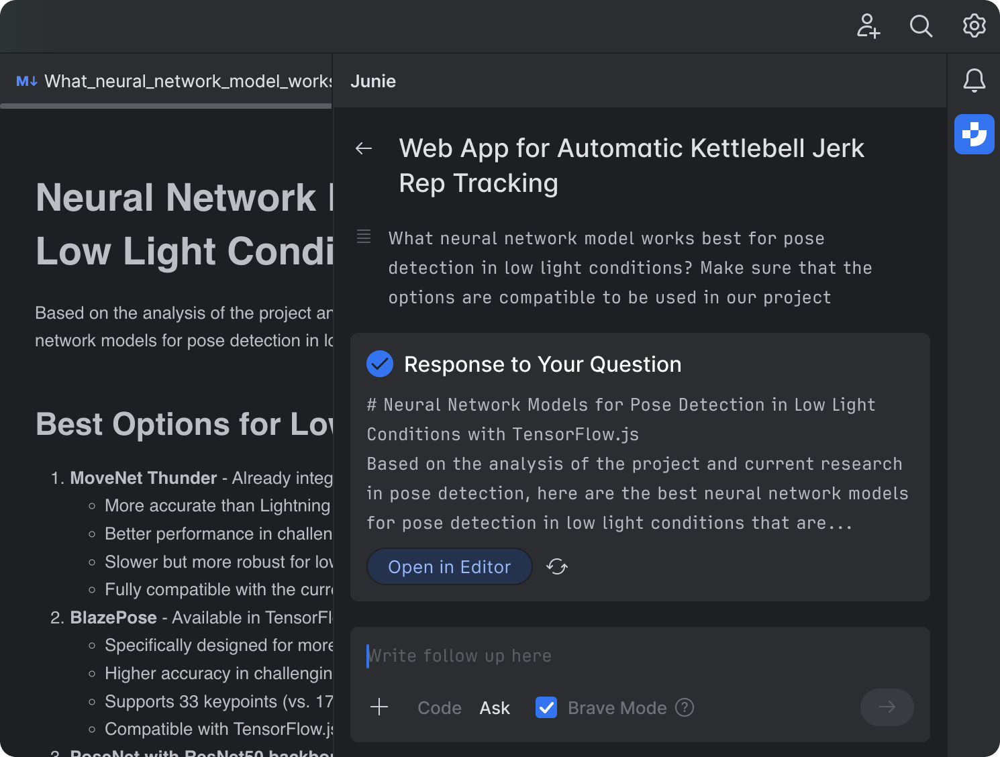 M↓ What_neural_network_model_works
Neural Network
Low Light Condi
Based on the analysis of the project an
network models for pose detection in lo
Best Options for Low
1. MoveNet Thunder - Already integ
More accurate than Lightning
Better performance in challen
Slower but more robust for low
Fully compatible with the curre
2. BlazePose - Available in TensorFl
Specifically designed for more
Higher accuracy in challengin
Supports 33 keypoints (vs. 17
Compatible with TensorFlow.js
3. PoseNet with ResNet50 backbon
Junie
Web App for Automatic Kettlebell Jerk
Rep Tracking
What neural network model works best for pose
detection in low light conditions? Make sure that the
options are compatible to be used in our project
Response to Your Question
# Neural Network Models for Pose Detection in Low Light
Conditions with TensorFlow.js
Based on the analysis of the project and current research
in pose detection, here are the best neural network models
for pose detection in low light conditions that are...
Open in Editor
Write follow up here
Code Ask Brave Mode ?